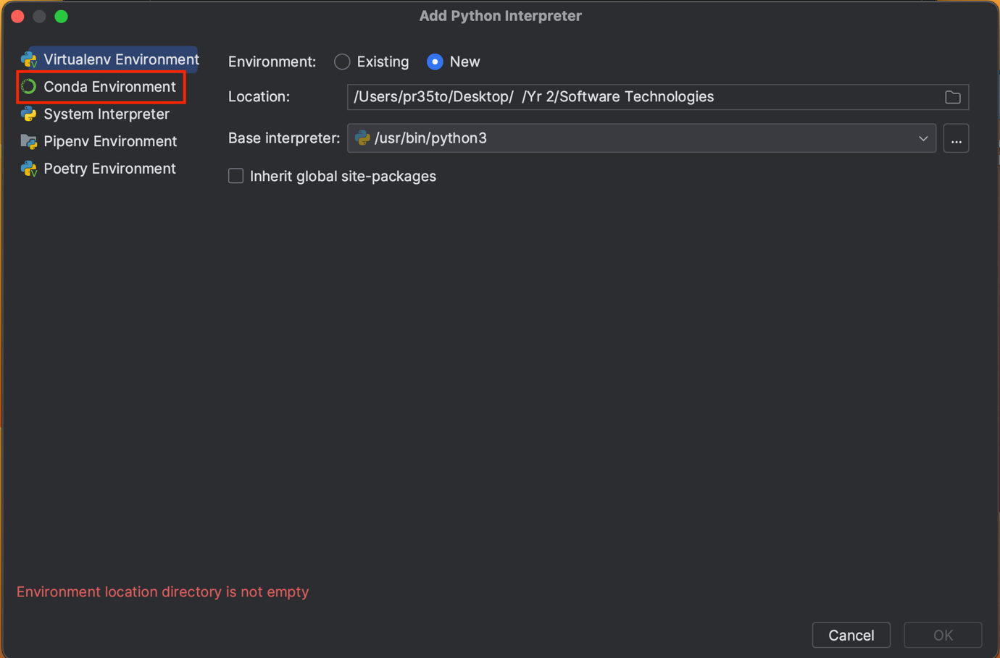 Add Python Interpreter
Virtualenv Environment
Conda Environment
System Interpreter
Pipenv Environment
Poetry Environment
Environment: Existing New
Location: /Users/pr35to/Desktop/  /Yr 2/Software Technologies
Base interpreter: /usr/bin/python3 ...
Inherit global site-packages
Environment location directory is not empty
Cancel OK